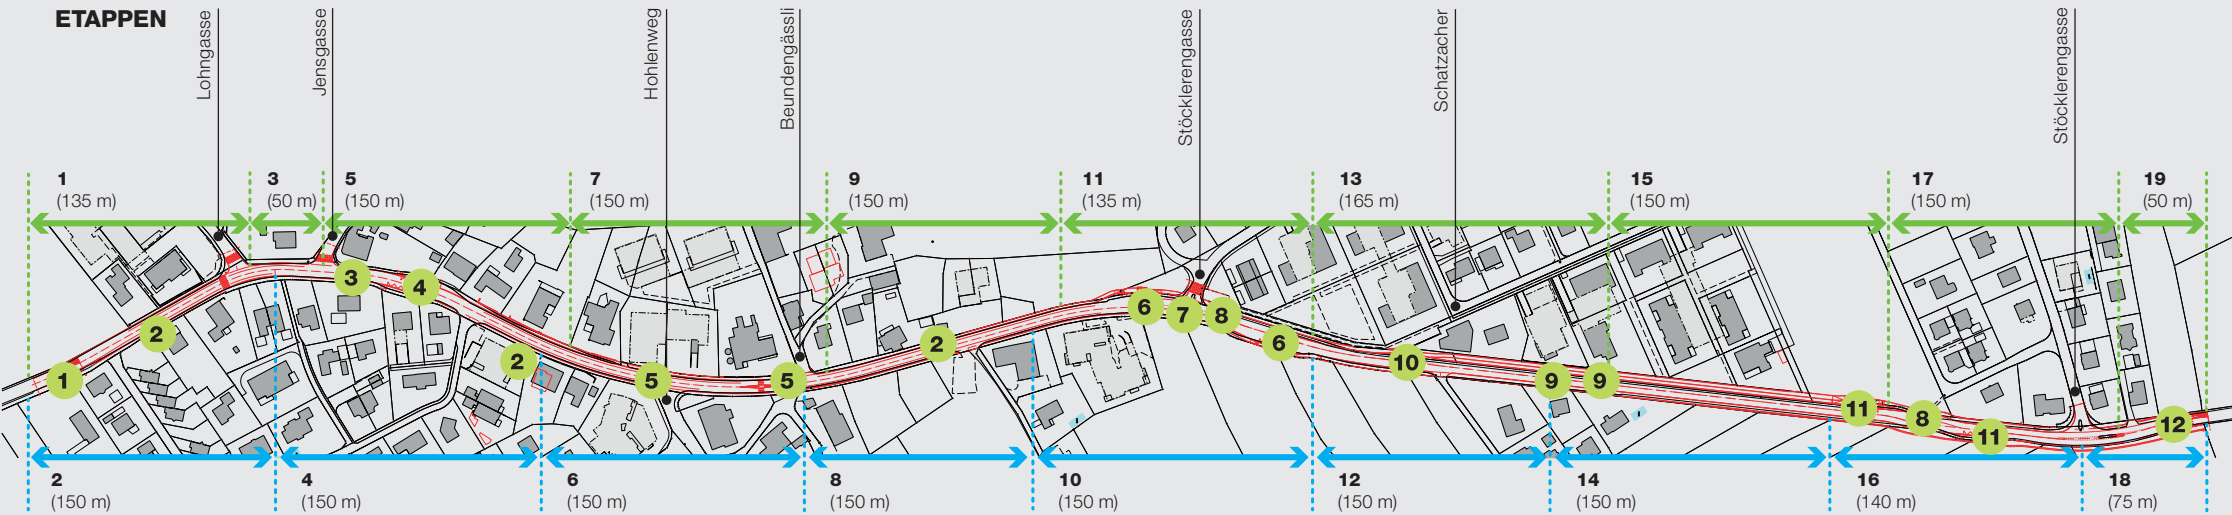 ETAPPEN
Lohngasse
Jensgasse
Hohlenweg
Beundengässli
Stöcklerengasse
Schatzacher
Stöcklerengasse
1
(135 m)
3
(50 m)
5
(150 m)
7
(150 m)
9
(150 m)
11
(135 m)
13
(165 m)
15
(150 m)
17
(150 m)
19
(50 m)
1
2
3
4
2
5
5
2
6
7
8
6
10
9
9
11
8
11
12
2
(150 m)
4
(150 m)
6
(150 m)
8
(150 m)
10
(150 m)
12
(150 m)
14
(150 m)
16
(140 m)
18
(75 m)